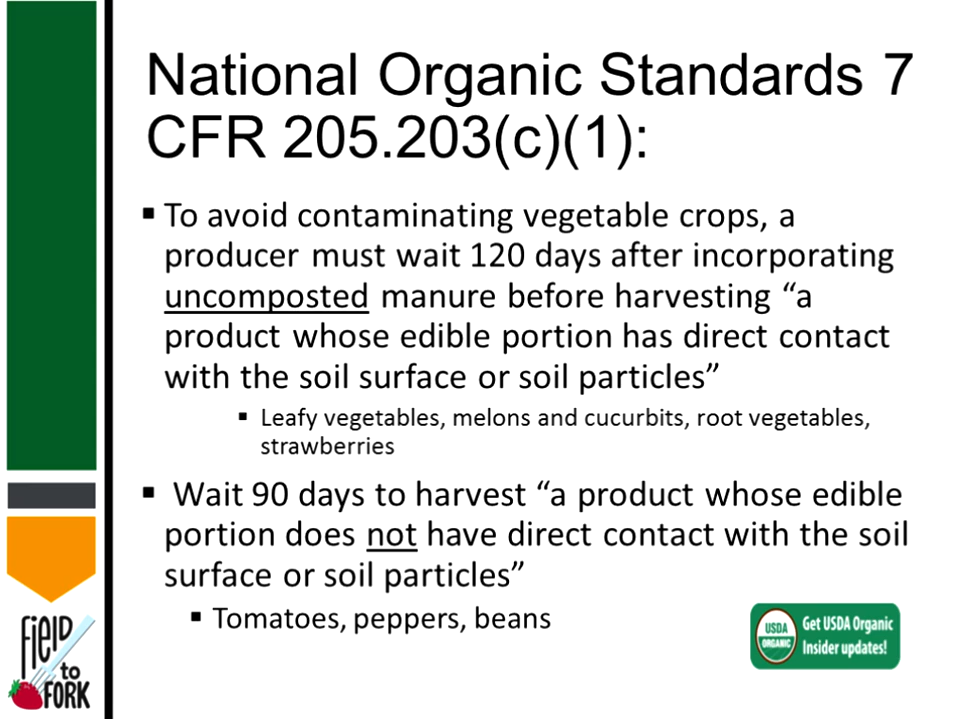 National Organic Standards 7
CFR 205.203(c)(1):
▪ To avoid contaminating vegetable crops, a
producer must wait 120 days after incorporating
uncomposted manure before harvesting “a
product whose edible portion has direct contact
with the soil surface or soil particles”
▪ Leafy vegetables, melons and cucurbits, root vegetables,
strawberries
▪ Wait 90 days to harvest “a product whose edible
portion does not have direct contact with the soil
surface or soil particles”
▪ Tomatoes, peppers, beans
FiElD
to
FORK
USDA
ORGANIC
Get USDA Organic
Insider updates!